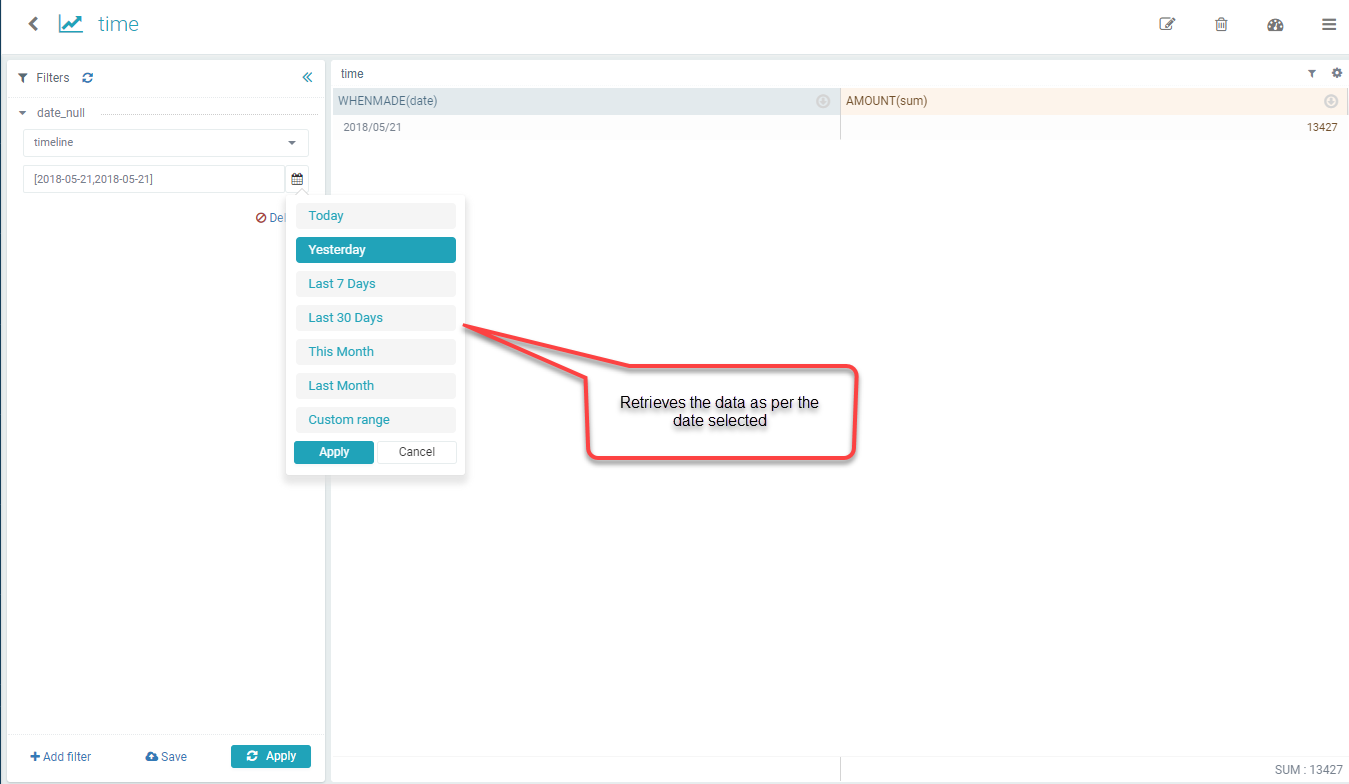 time
Filters
time
WHENMADE(date)
AMOUNT(sum)
date_null
2018/05/21
13427
timeline
[2018-05-21,2018-05-21]
Del
Today
Yesterday
Last 7 Days
Last 30 Days
This Month
Last Month
Custom range
Apply
Cancel
Retrieves the data as per the
date selected
Add filter
Save
Apply
SUM : 13427